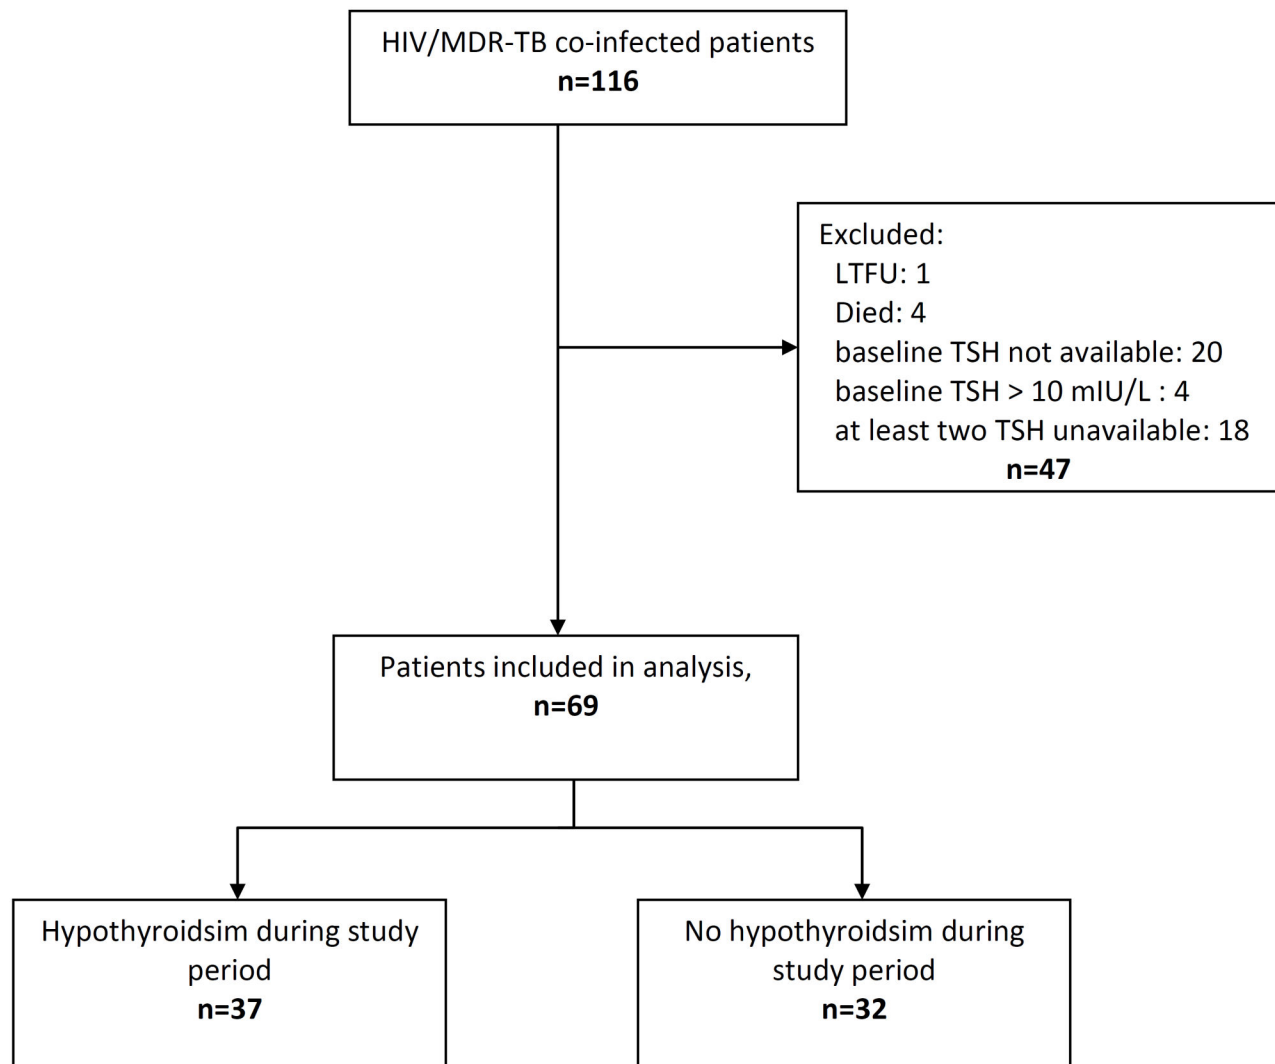 HIV/MDR-TB co-infected patients
n=116
Excluded:
LTFU: 1
Died: 4
baseline TSH not available: 20
baseline TSH > 10 mIU/L : 4
at least two TSH unavailable: 18
n=47
Patients included in analysis,
n=69
Hypothyroidsim during study
period
n=37
No hypothyroidsim during
study period
n=32